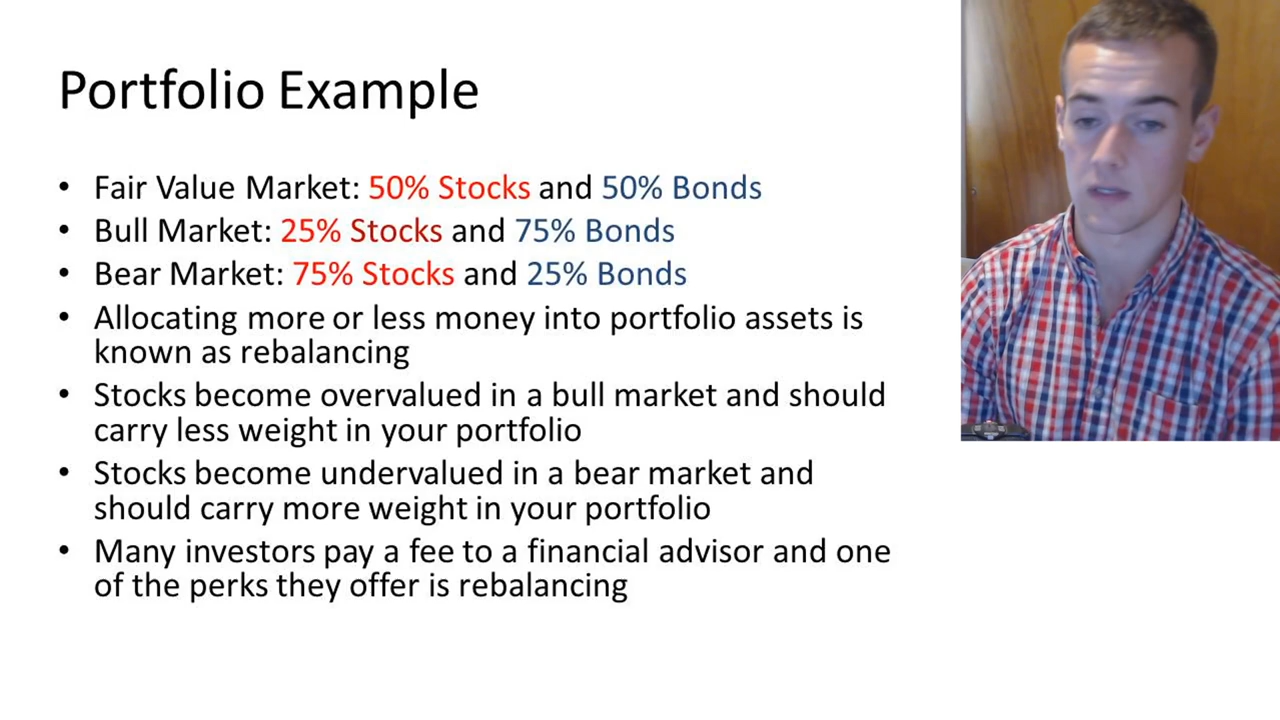 Portfolio Example
• Fair Value Market: 50% Stocks and 50% Bonds
• Bull Market: 25% Stocks and 75% Bonds
• Bear Market: 75% Stocks and 25% Bonds
• Allocating more or less money into portfolio assets is
known as rebalancing
• Stocks become overvalued in a bull market and should
carry less weight in your portfolio
• Stocks become undervalued in a bear market and
should carry more weight in your portfolio
• Many investors pay a fee to a financial advisor and one
of the perks they offer is rebalancing